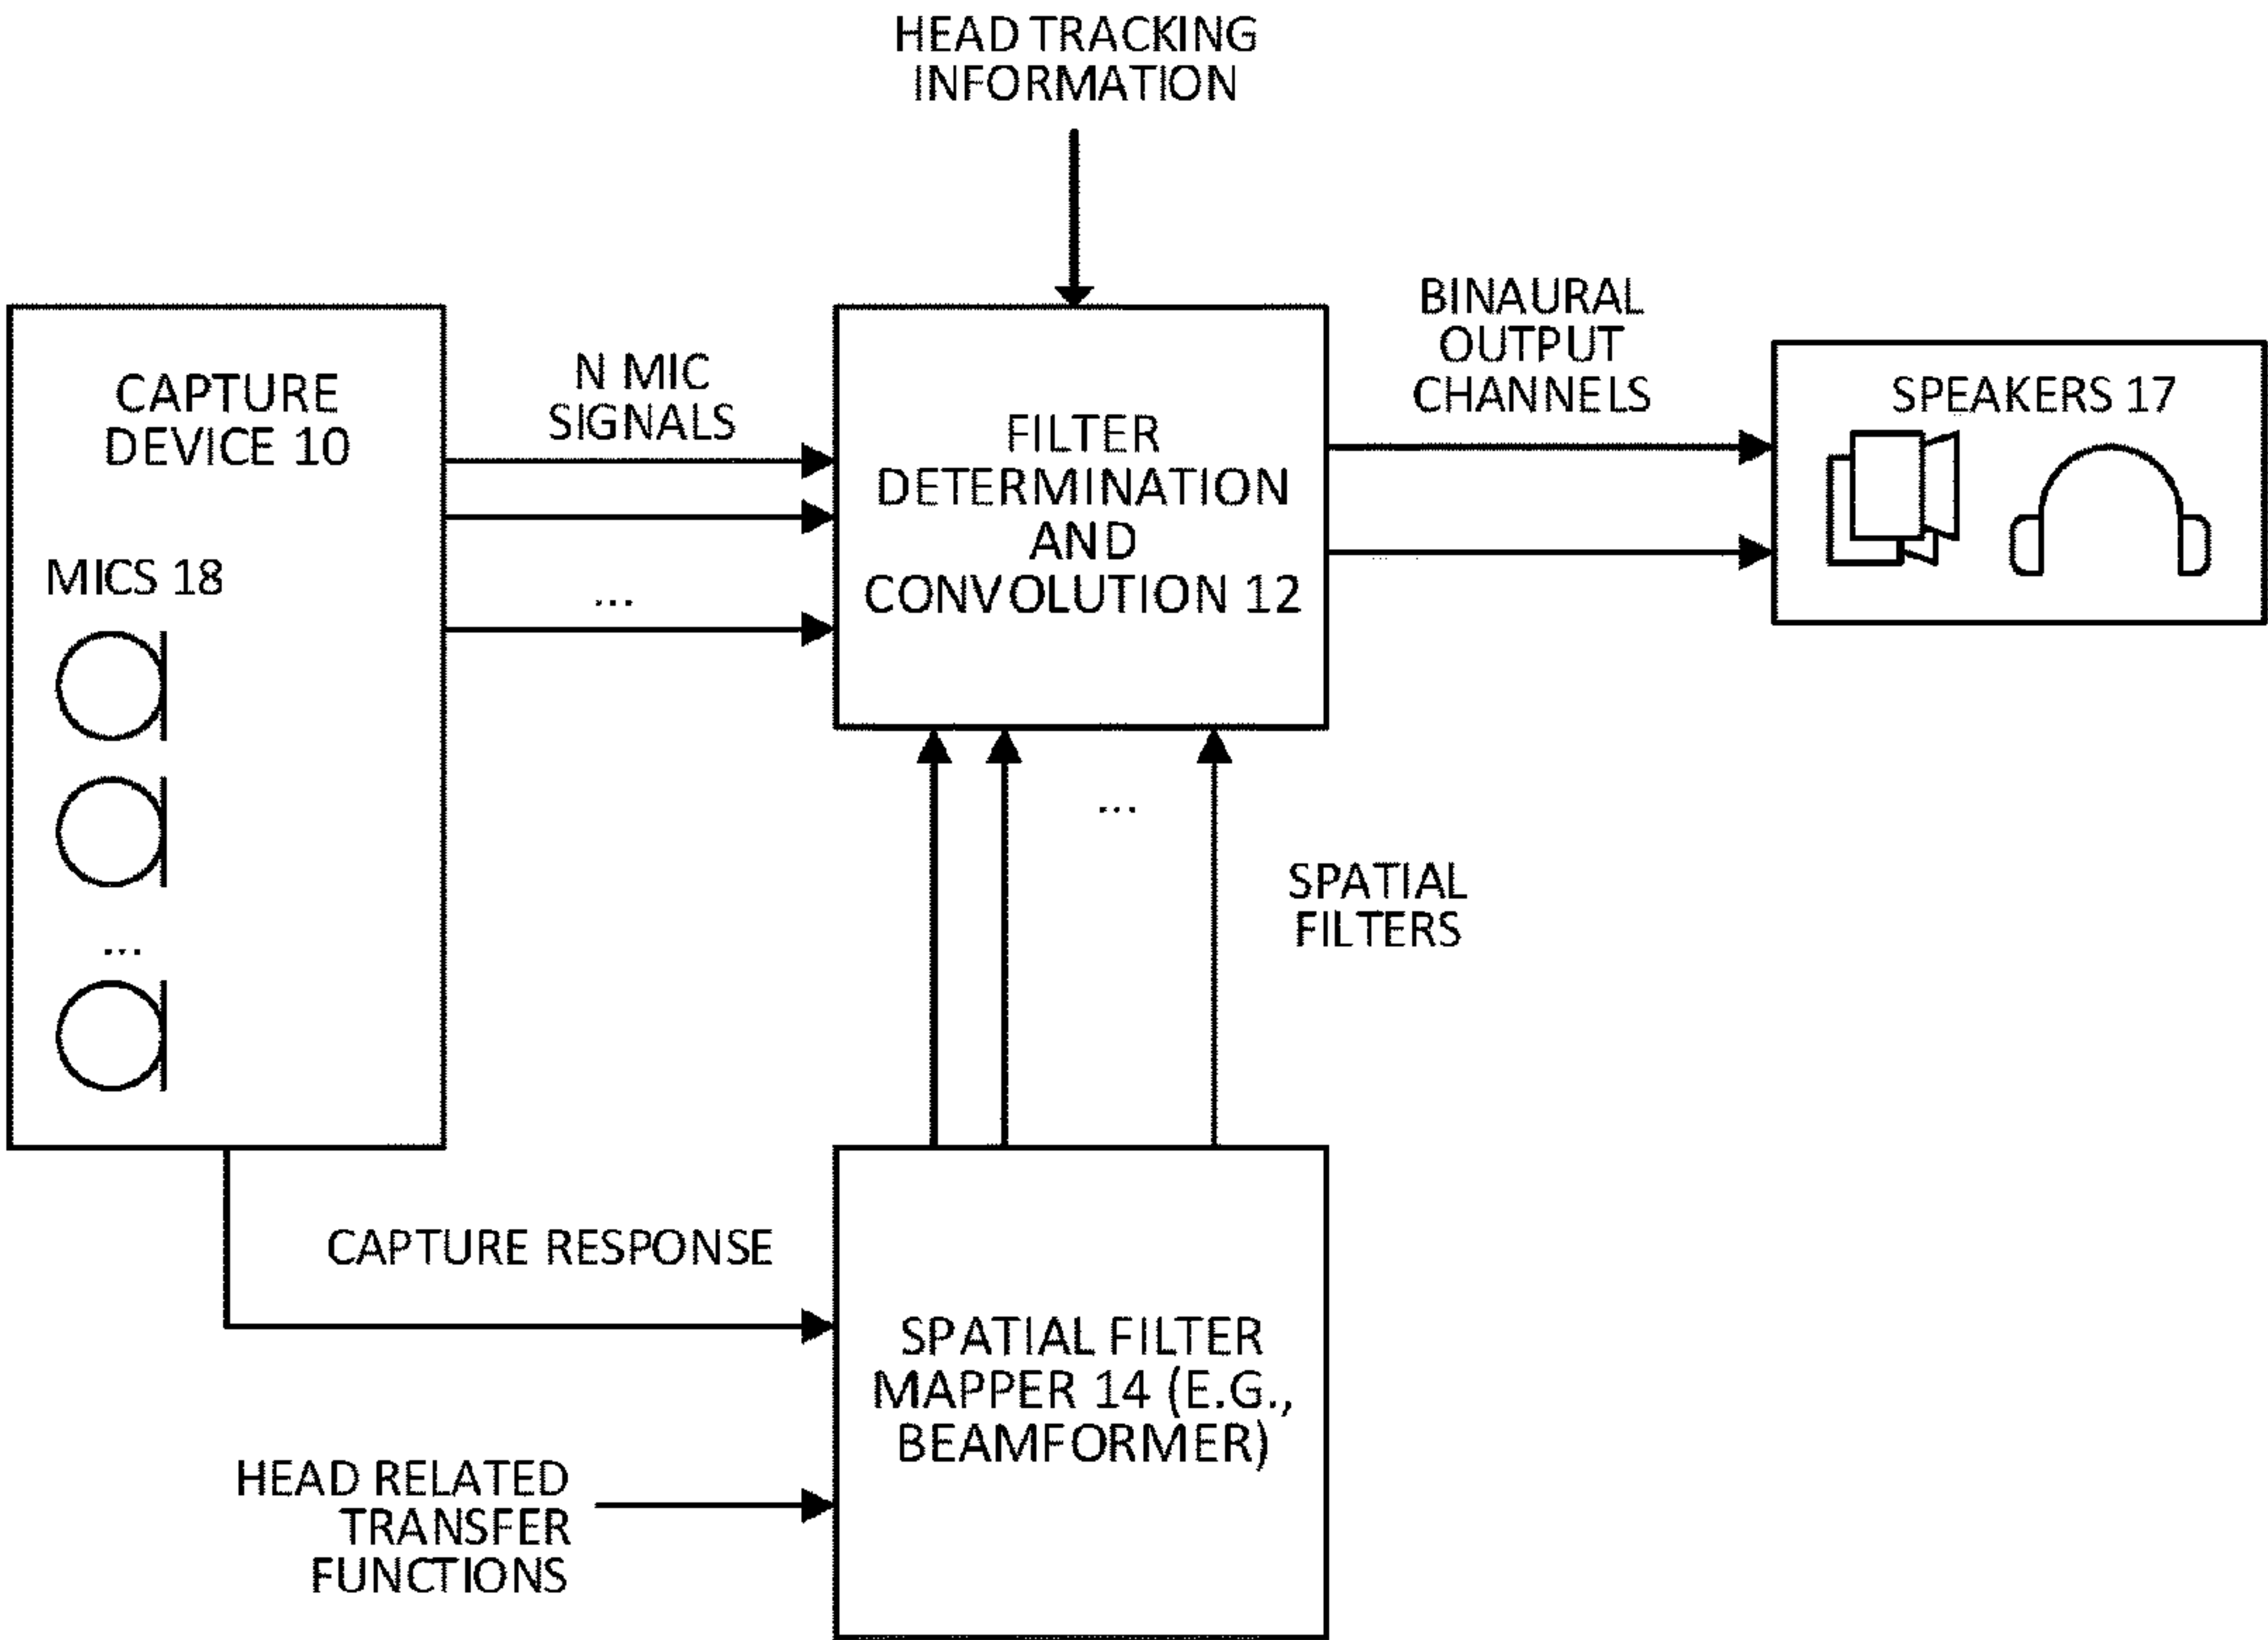 HEAD TRACKING
INFORMATION
CAPTURE
DEVICE 10
MICS 18
...
N MIC
SIGNALS
...
FILTER
DETERMINATION
AND
CONVOLUTION 12
BINAURAL
OUTPUT
CHANNELS
SPEAKERS 17
...
SPATIAL
FILTERS
CAPTURE RESPONSE
HEAD RELATED
TRANSFER
FUNCTIONS
SPATIAL FILTER
MAPPER 14 (E.G.,
BEAMFORMER)